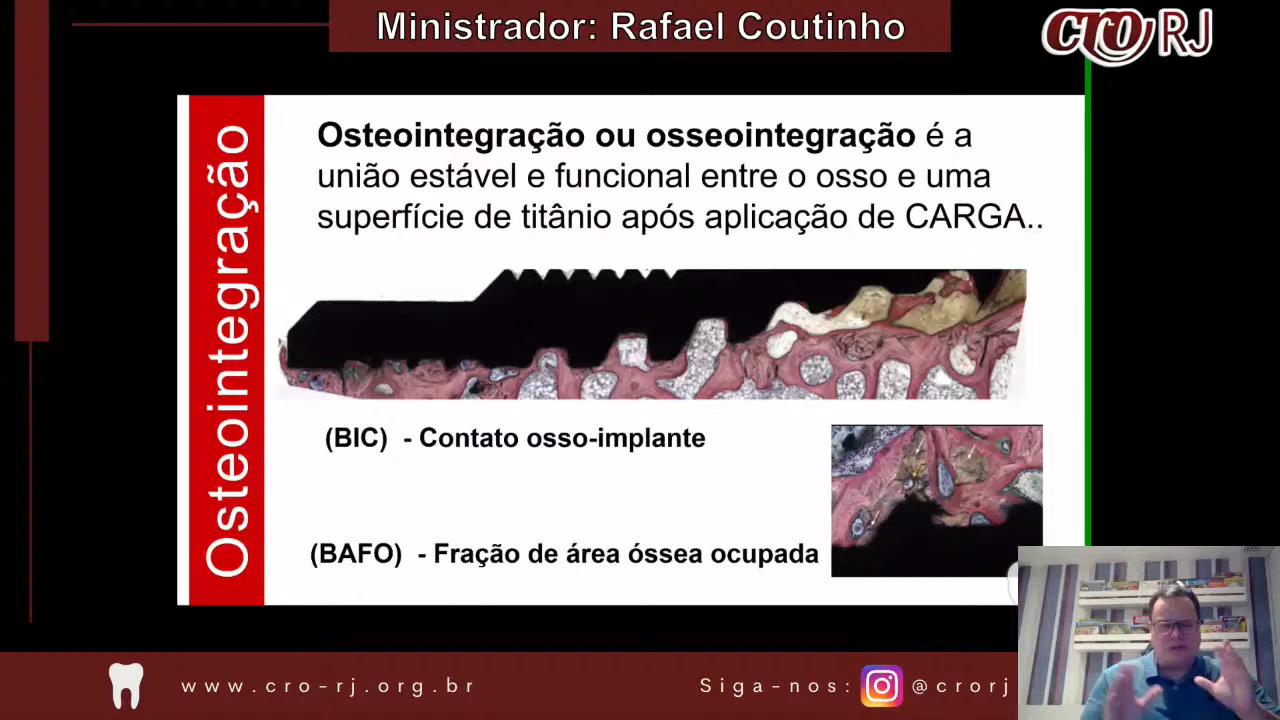 Ministrador: Rafael Coutinho
CRO RJ
Osteointegração
Osteointegração ou osseointegração é a
união estável e funcional entre o osso e uma
superfície de titânio após aplicação de CARGA..
(BIC) - Contato osso-implante
(BAFO) - Fração de área óssea ocupada
www.cro-rj.org.br
Siga-nos: @crorj